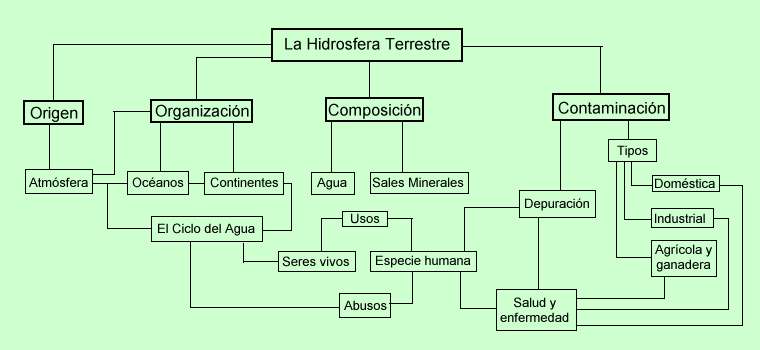 La Hidrosfera Terrestre
Origen
Organización
Composición
Contaminación
Tipos
Atmósfera
Océanos
Continentes
Agua
Sales Minerales
Doméstica
Depuración
Industrial
El Ciclo del Agua
Usos
Seres vivos
Especie humana
Agrícola y
ganadera
Abusos
Salud y
enfermedad